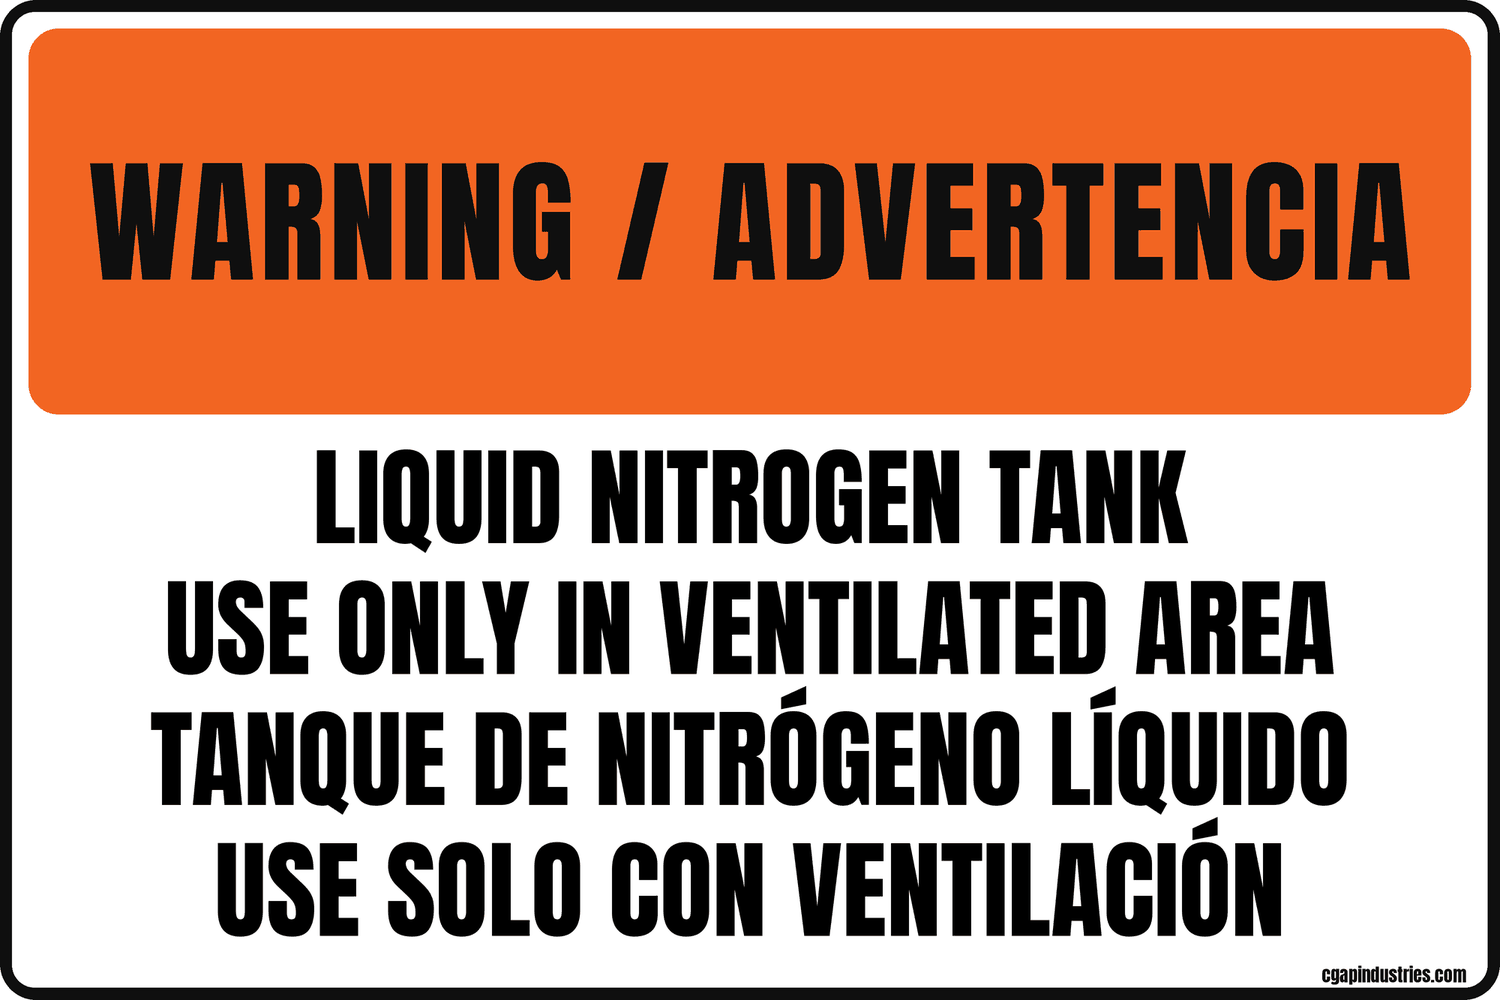 WARNING / ADVERTENCIA
LIQUID NITROGEN TANK
USE ONLY IN VENTILATED AREA
TANQUE DE NITRÓGENO LÍQUIDO
USE SOLO CON VENTILACIÓN
cgapindustries.com